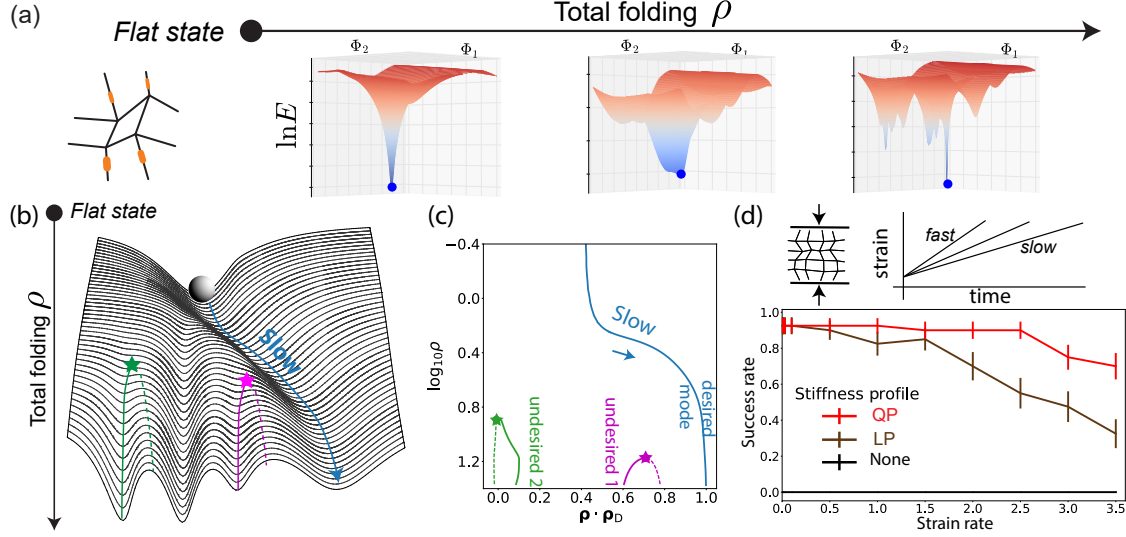 (a)
Total folding ρ
Flat state
Φ₂ Φ₁
Φ₂ Φ₁
Φ₂ Φ₁
ln E
(b)
Flat state
Total folding ρ
Slow
(c)
−0.4
0.0
0.4
0.8
1.2
log₁₀ρ
Slow
desired mode
undesired 2
undesired 1
0.0 0.2 0.4 0.6 0.8 1.0
ρ · ρ_D
(d)
strain
fast
slow
time
1.0
0.8
0.6
0.4
0.2
0.0
Success rate
Stiffness profile
QP
LP
None
0.0 0.5 1.0 1.5 2.0 2.5 3.0 3.5
Strain rate